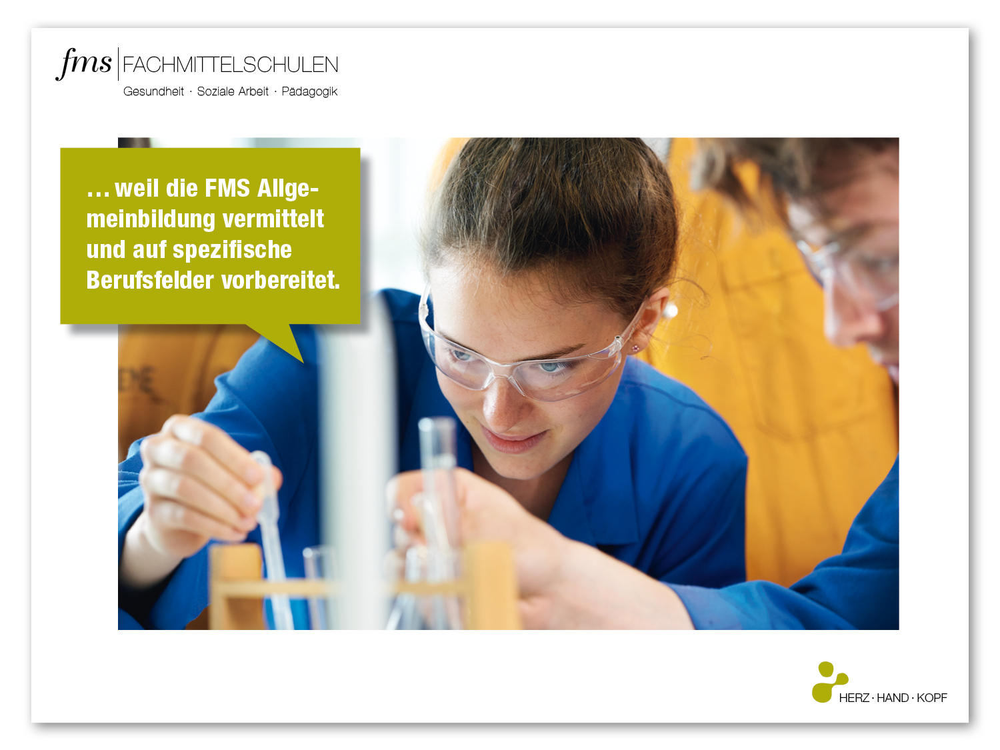 fms FACHMITTELSCHULEN
Gesundheit · Soziale Arbeit · Pädagogik
... weil die FMS Allge-
meinbildung vermittelt
und auf spezifische
Berufsfelder vorbereitet.
HERZ · HAND · KOPF